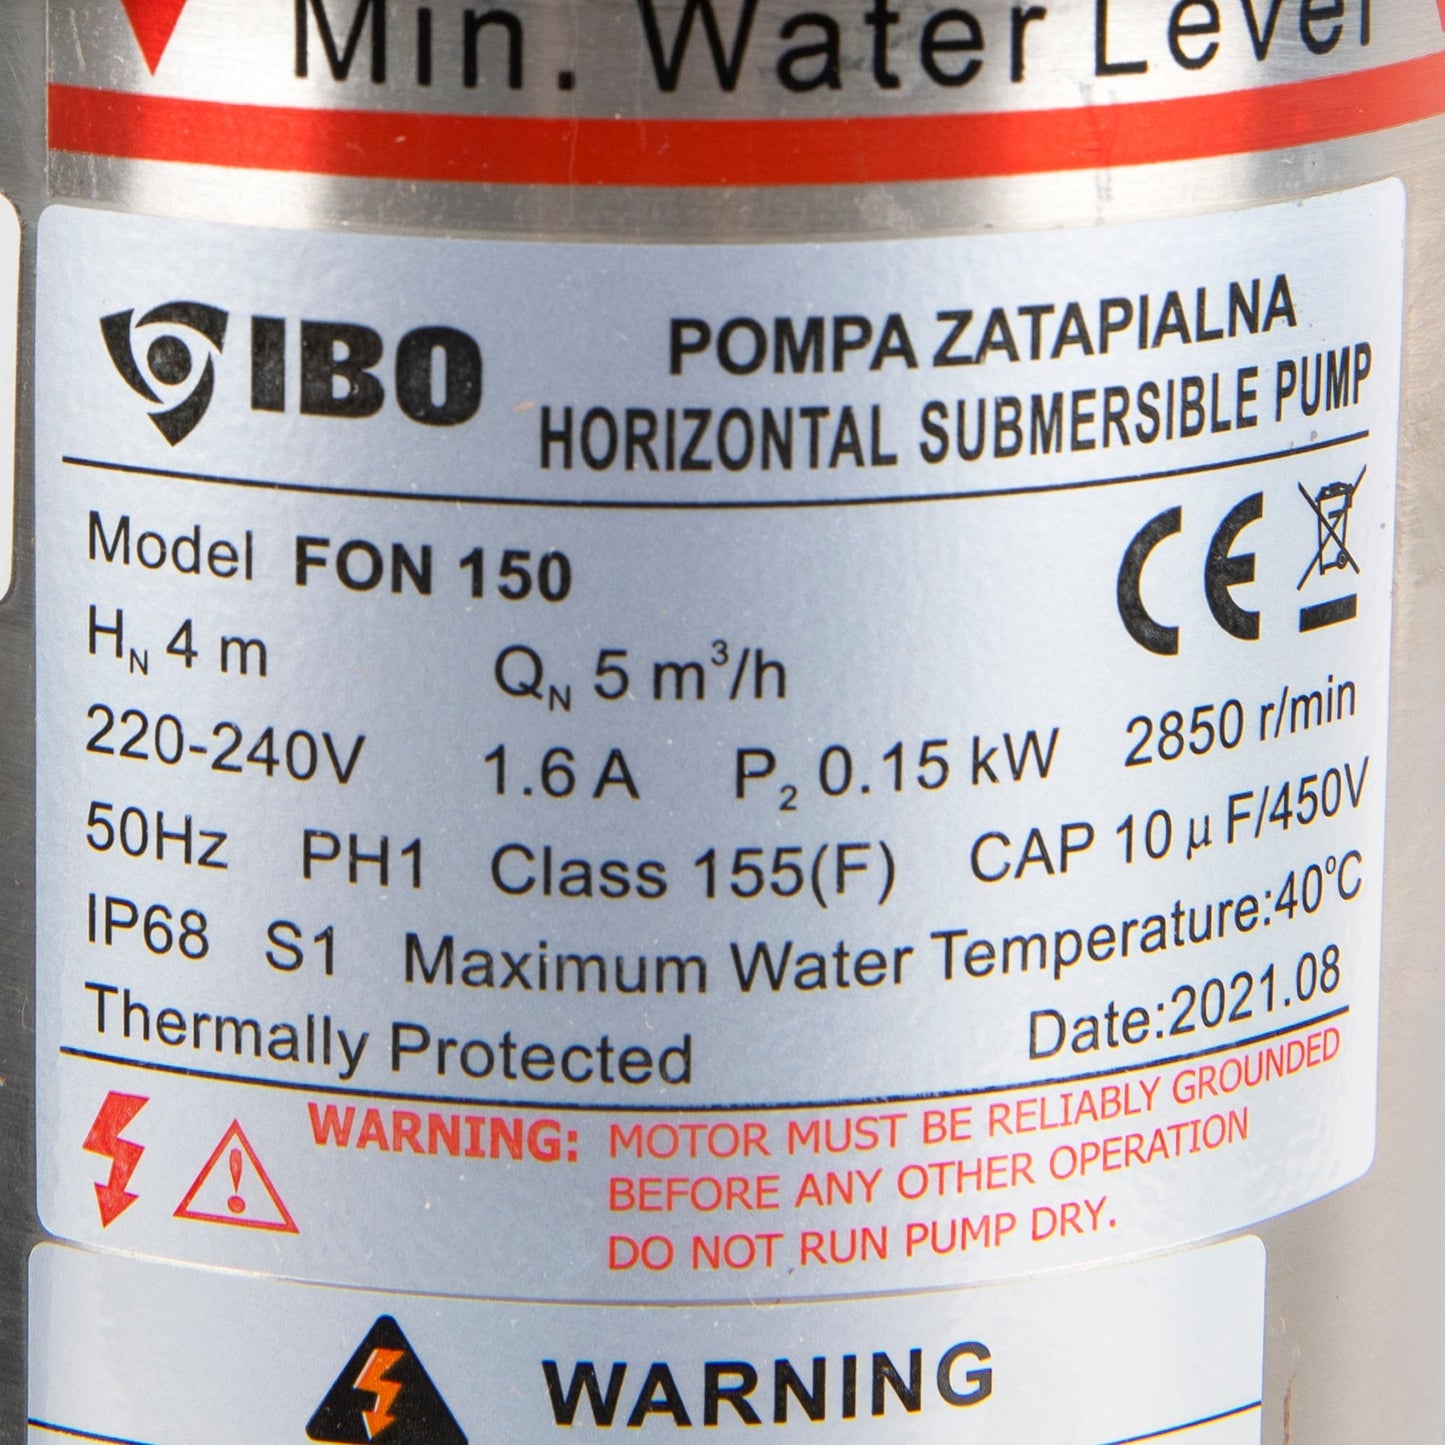 Min. Water Level
IBO
POMPA ZATAPIALNA
HORIZONTAL SUBMERSIBLE PUMP
Model FON 150
CE
HN 4 m QN 5 m³/h
220-240V 1.6 A P2 0.15 kW 2850 r/min
50Hz PH1 Class 155(F) CAP 10 μF/450V
IP68 S1 Maximum Water Temperature:40°C
Thermally Protected Date:2021.08
WARNING: MOTOR MUST BE RELIABLY GROUNDED
BEFORE ANY OTHER OPERATION
DO NOT RUN PUMP DRY.
WARNING